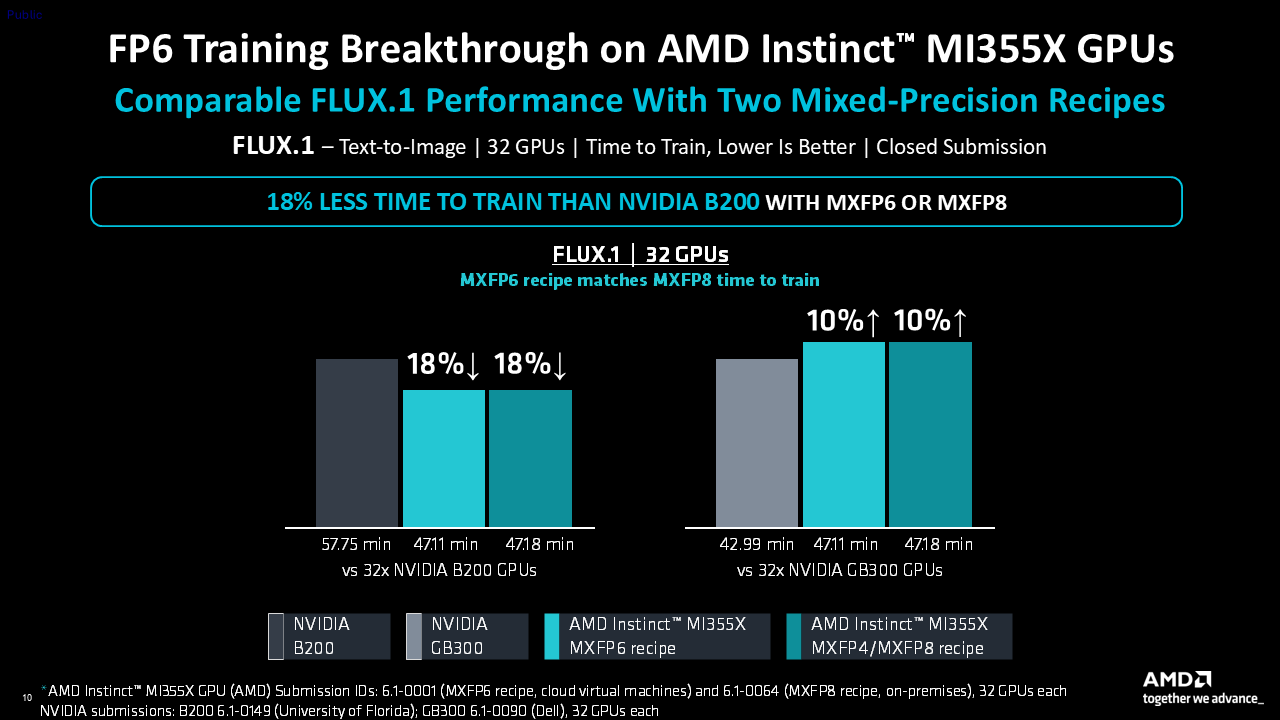 Public
FP6 Training Breakthrough on AMD Instinct™ MI355X GPUs
Comparable FLUX.1 Performance With Two Mixed-Precision Recipes
FLUX.1 – Text-to-Image | 32 GPUs | Time to Train, Lower Is Better | Closed Submission
18% LESS TIME TO TRAIN THAN NVIDIA B200 WITH MXFP6 OR MXFP8
FLUX.1 | 32 GPUs
MXFP6 recipe matches MXFP8 time to train
18%↓ 18%↓
57.75 min 47.11 min 47.18 min
vs 32x NVIDIA B200 GPUs
10%↑ 10%↑
42.99 min 47.11 min 47.18 min
vs 32x NVIDIA GB300 GPUs
NVIDIA
B200
NVIDIA
GB300
AMD Instinct™ MI355X
MXFP6 recipe
AMD Instinct™ MI355X
MXFP4/MXFP8 recipe
10
*AMD Instinct™ MI355X GPU (AMD) Submission IDs: 6.1-0001 (MXFP6 recipe, cloud virtual machines) and 6.1-0064 (MXFP8 recipe, on-premises), 32 GPUs each
NVIDIA submissions: B200 6.1-0149 (University of Florida); GB300 6.1-0090 (Dell), 32 GPUs each
AMD
together we advance_